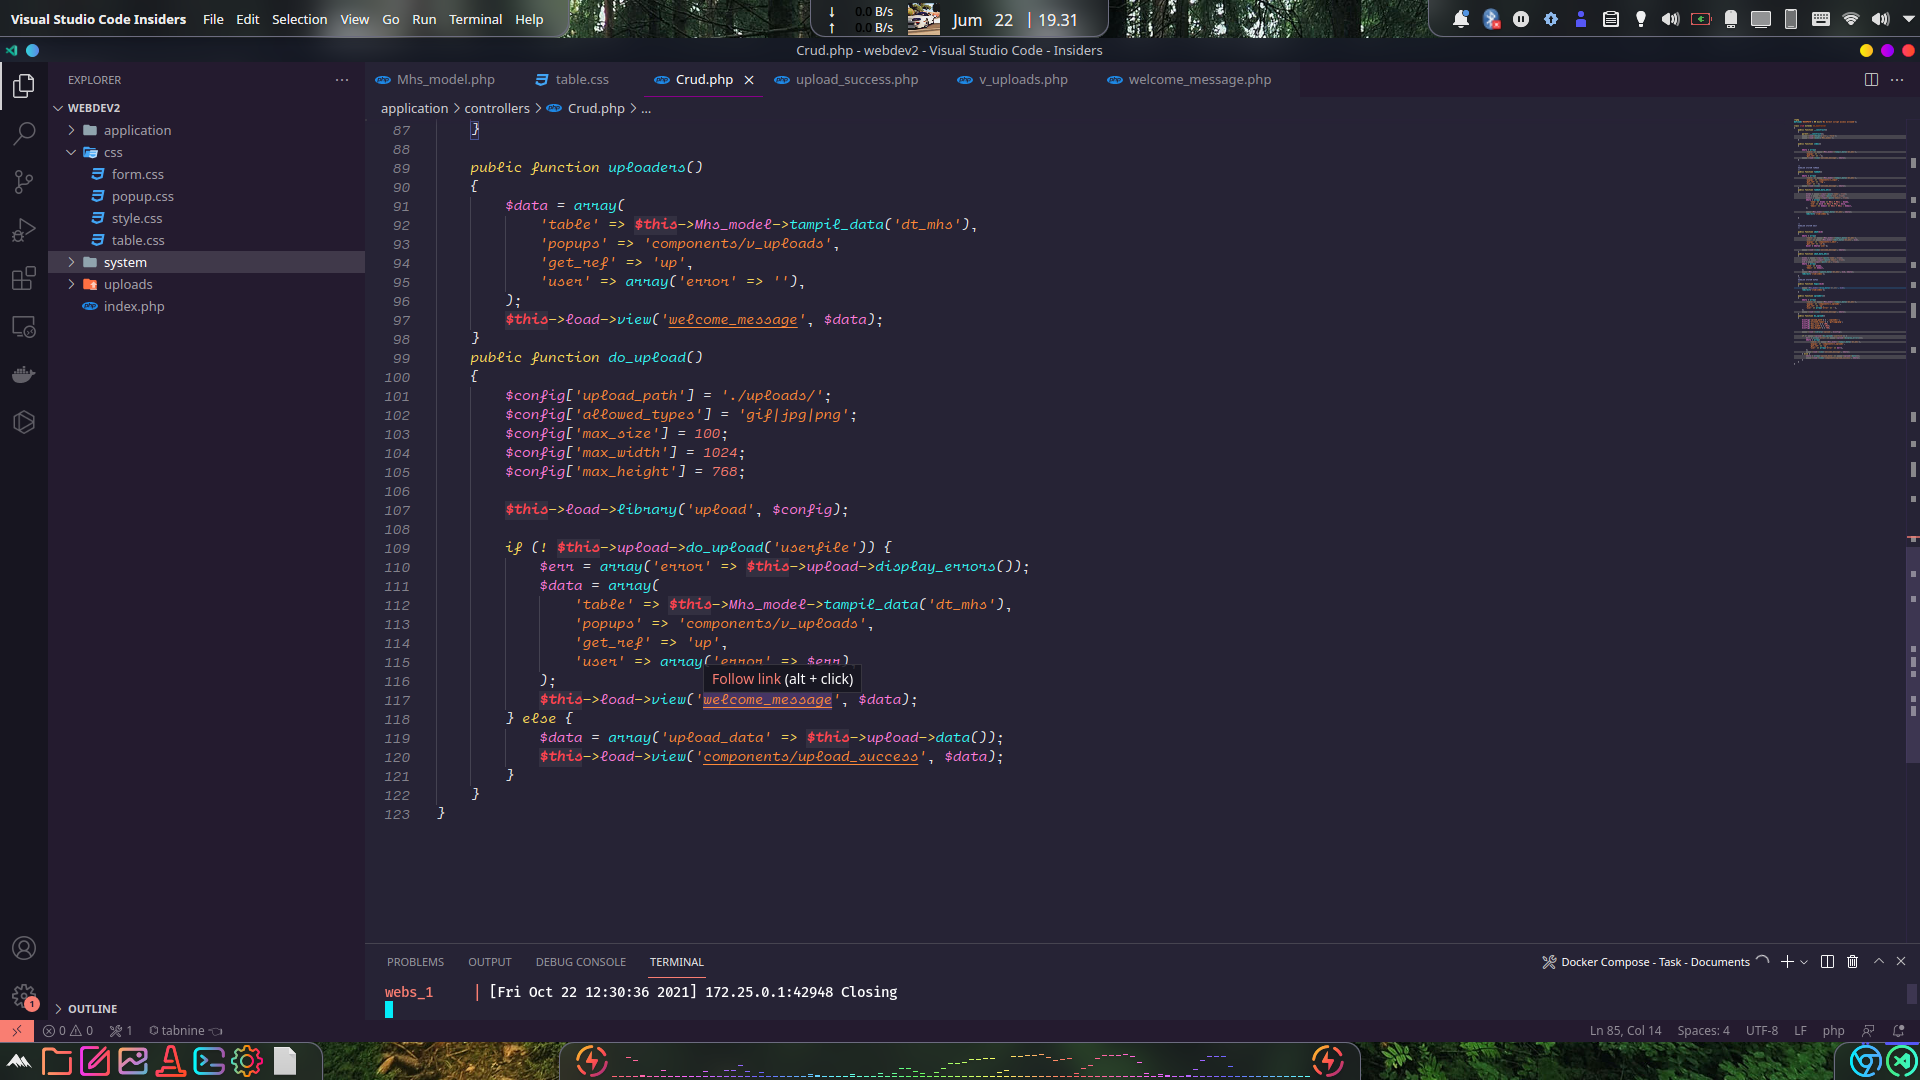 Visual Studio Code Insiders File Edit Selection View Go Run Terminal Help
↓ 0.0 B/s
↑ 0.0 B/s
Jum 22 | 19.31
Crud.php - webdev2 - Visual Studio Code - Insiders
EXPLORER
WEBDEV2
application
css
form.css
popup.css
style.css
table.css
system
uploads
index.php
OUTLINE
Mhs_model.php table.css Crud.php upload_success.php v_uploads.php welcome_message.php
application > controllers > Crud.php > ...
87 }
88
89 public function uploaders()
90 {
91 $data = array(
92 'table' => $this->Mhs_model->tampil_data('dt_mhs'),
93 'popups' => 'components/v_uploads',
94 'get_ref' => 'up',
95 'user' => array('error' => ''),
96 );
97 $this->load->view('welcome_message', $data);
98 }
99 public function do_upload()
100 {
101 $config['upload_path'] = './uploads/';
102 $config['allowed_types'] = 'gif|jpg|png';
103 $config['max_size'] = 100;
104 $config['max_width'] = 1024;
105 $config['max_height'] = 768;
106
107 $this->load->library('upload', $config);
108
109 if (! $this->upload->do_upload('userfile')) {
110 $err = array('error' => $this->upload->display_errors());
111 $data = array(
112 'table' => $this->Mhs_model->tampil_data('dt_mhs'),
113 'popups' => 'components/v_uploads',
114 'get_ref' => 'up',
115 'user' => array('error' => $err)
Follow link (alt + click)
116 );
117 $this->load->view('welcome_message', $data);
118 } else {
119 $data = array('upload_data' => $this->upload->data());
120 $this->load->view('components/upload_success', $data);
121 }
122 }
123 }
PROBLEMS OUTPUT DEBUG CONSOLE TERMINAL
Docker Compose - Task - Documents
webs_1 | [Fri Oct 22 12:30:36 2021] 172.25.0.1:42948 Closing
1
0 0 1 tabnine
Ln 85, Col 14 Spaces: 4 UTF-8 LF php